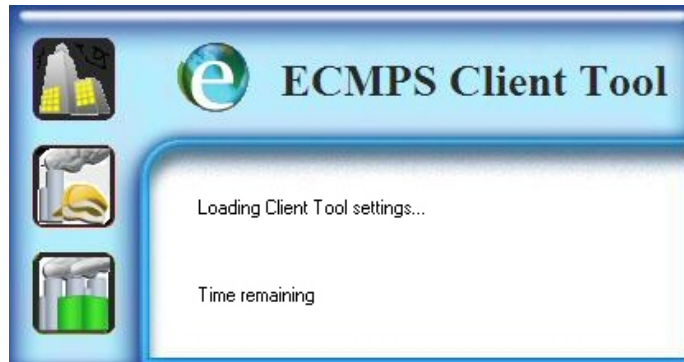 e
ECMPS Client Tool
Loading Client Tool settings...
Time remaining